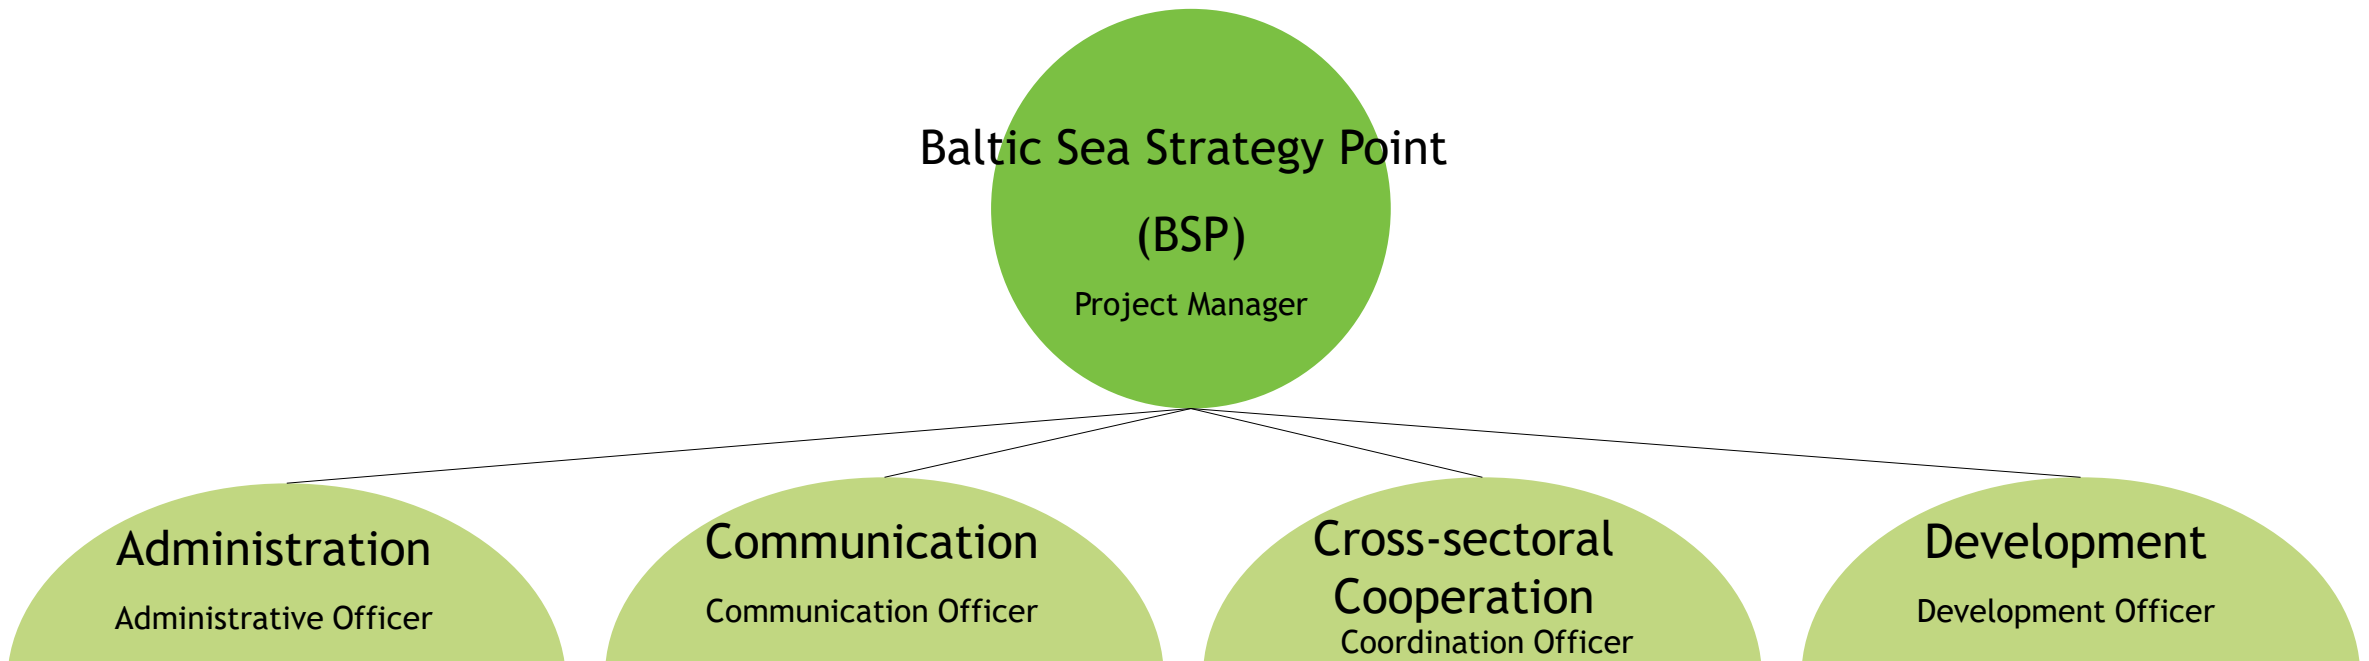 Baltic Sea Strategy Point
(BSP)
Project Manager
Administration
Administrative Officer
Communication
Communication Officer
Cross-sectoral
Cooperation
Coordination Officer
Development
Development Officer